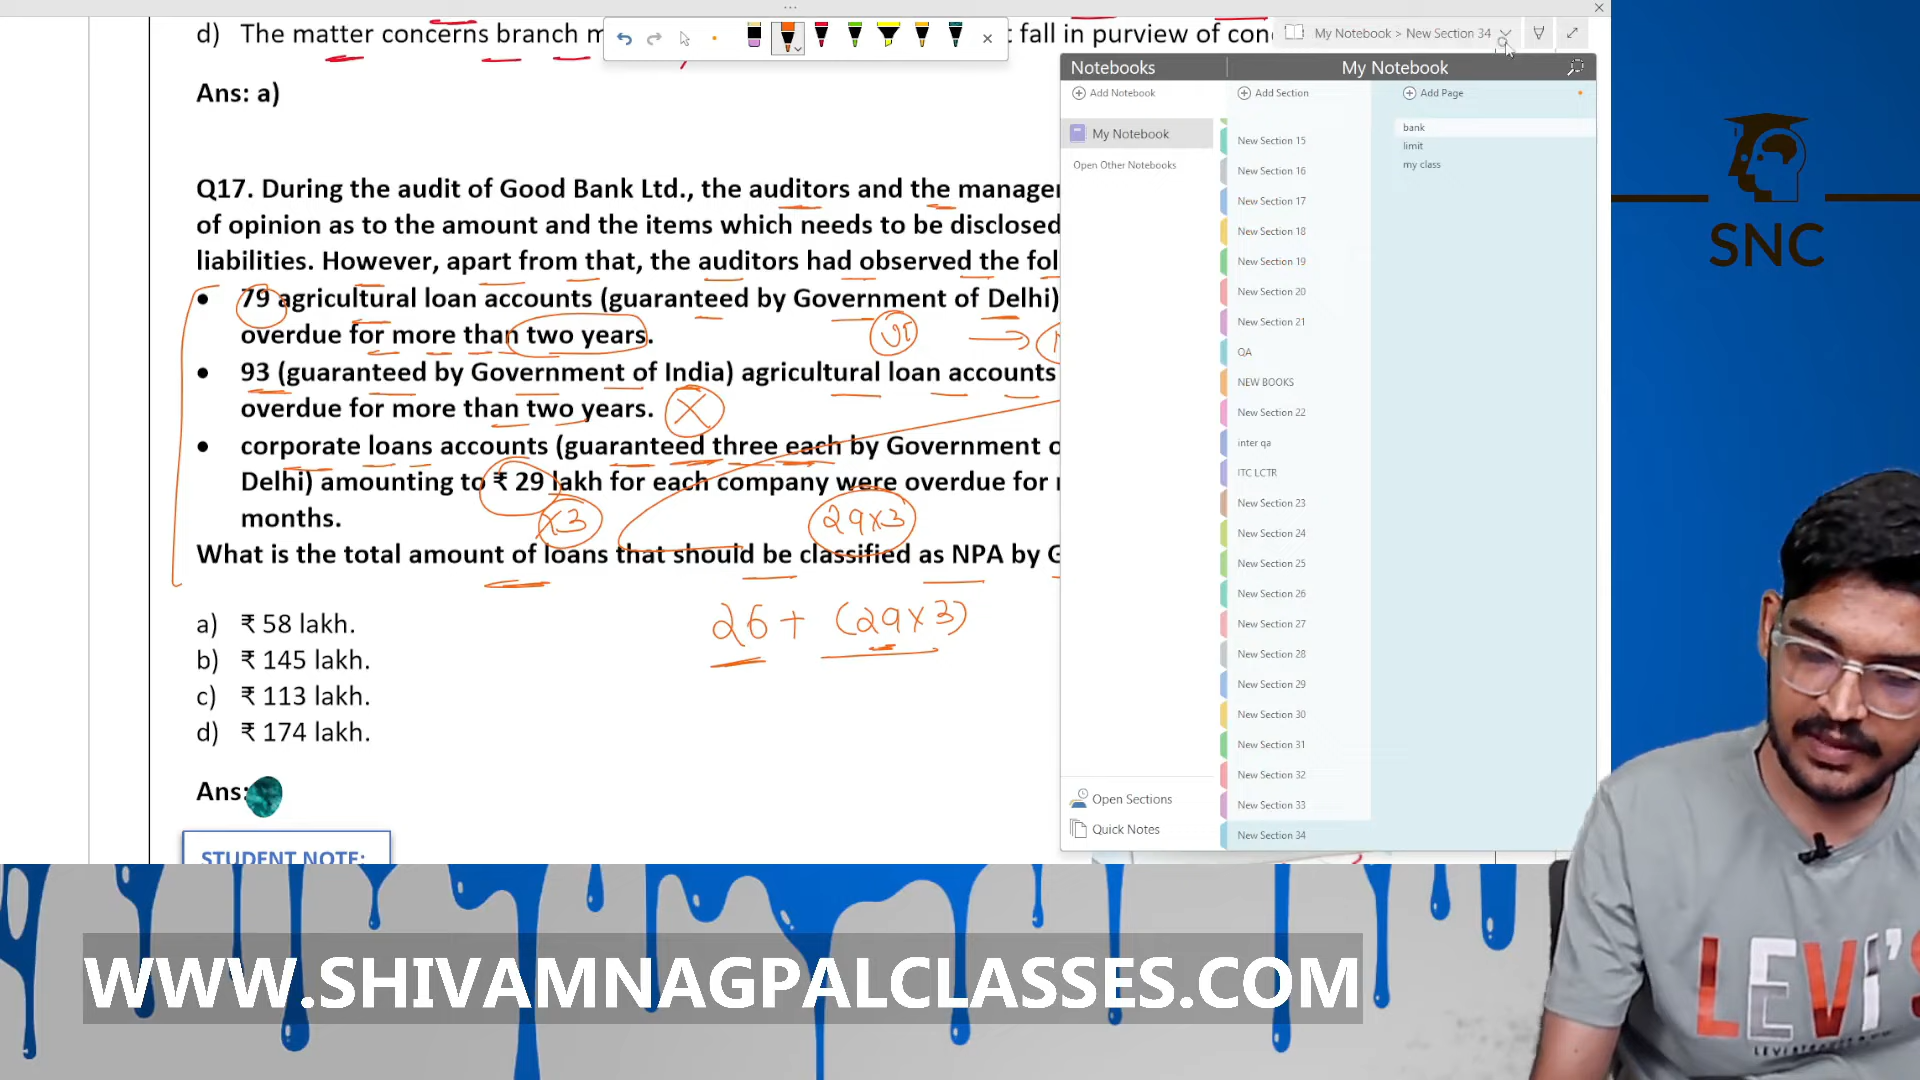 d) The matter concerns branch m
t fall in purview of con
My Notebook > New Section 34
Ans: a)
Notebooks
My Notebook
Add Notebook
Add Section
Add Page
My Notebook
Open Other Notebooks
New Section 15
New Section 16
New Section 17
New Section 18
New Section 19
New Section 20
New Section 21
QA
NEW BOOKS
New Section 22
inter qa
ITC LCTR
New Section 23
New Section 24
New Section 25
New Section 26
New Section 27
New Section 28
New Section 29
New Section 30
New Section 31
New Section 32
New Section 33
New Section 34
bank
limit
my class
Open Sections
Quick Notes
Q17. During the audit of Good Bank Ltd., the auditors and the manager
of opinion as to the amount and the items which needs to be disclosed
liabilities. However, apart from that, the auditors had observed the fol
• 79 agricultural loan accounts (guaranteed by Government of Delhi)
overdue for more than two years.
• 93 (guaranteed by Government of India) agricultural loan accounts
overdue for more than two years.
X
• corporate loans accounts (guaranteed three each by Government o
Delhi) amounting to ₹ 29 lakh for each company were overdue for
months.
x3
29x3
What is the total amount of loans that should be classified as NPA by G
26 + (29x3)
a) ₹ 58 lakh.
b) ₹ 145 lakh.
c) ₹ 113 lakh.
d) ₹ 174 lakh.
Ans:
STUDENT NOTE:
SNC
WWW.SHIVAMNAGPALCLASSES.COM
LEVI'S